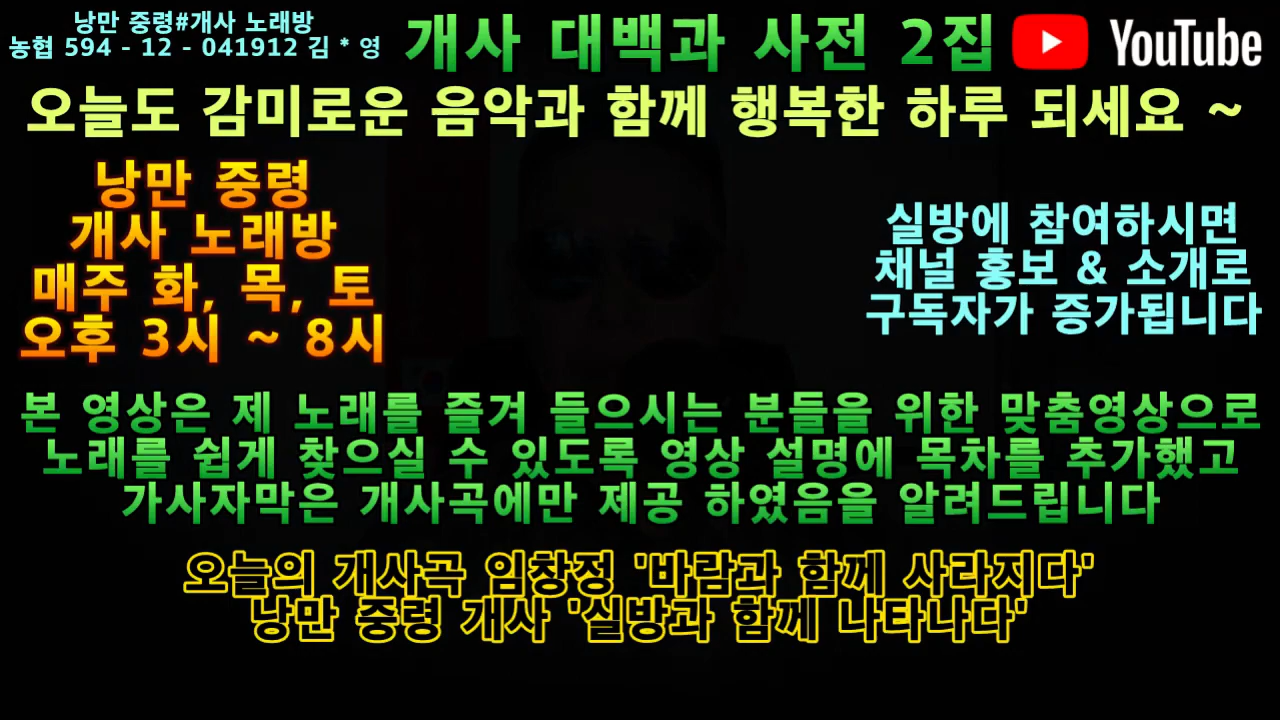 낭만 중령#개사 노래방
농협 594 - 12 - 041912 김 * 영
개사 대백과 사전 2집
YouTube
오늘도 감미로운 음악과 함께 행복한 하루 되세요 ~
낭만 중령
개사 노래방
매주 화, 목, 토
오후 3시 ~ 8시
실방에 참여하시면
채널 홍보 & 소개로
구독자가 증가됩니다
본 영상은 제 노래를 즐겨 들으시는 분들을 위한 맞춤영상으로
노래를 쉽게 찾으실 수 있도록 영상 설명에 목차를 추가했고
가사자막은 개사곡에만 제공 하였음을 알려드립니다
오늘의 개사곡 임창정 '바람과 함께 사라지다'
낭만 중령 개사 '실방과 함께 나타나다'